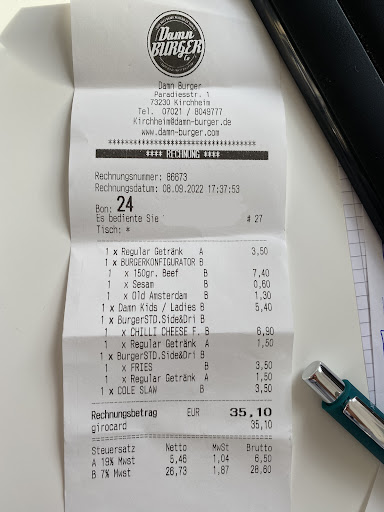 Damn
BURGER
Co
Damn Burger
Paradiesstr. 1
73230 Kirchheim
Tel. 07021 / 8049777
Kirchheim@damn-burger.de
www.damn-burger.com
****************************************
**** RECHNUNG ****
Rechnungsnummer: 86673
Rechnungsdatum: 08.09.2022 17:37:53
Bon: 24
Es bediente Sie # 27
Tisch: *
1 x Regular Getränk A 3,50
1 x BURGERKONFIGURATOR B
1 x 150gr. Beef B 7,40
1 x Sesam B 0,60
1 x Old Amsterdam B 1,30
1 x Damn Kids / Ladies B 5,40
1 x BurgerSTD.Side&Dri B
1 x CHILLI CHEESE F. B 6,90
1 x Regular Getränk A 1,50
1 x BurgerSTD.Side&Dri B
1 x FRIES B 3,50
1 x Regular Getränk A 1,50
1 x COLE SLAW B 3,50
Rechnungsbetrag EUR 35,10
girocard 35,10
Steuersatz Netto MwSt Brutto
A 19% Mwst 5,46 1,04 6,50
B 7% Mwst 26,73 1,87 28,60